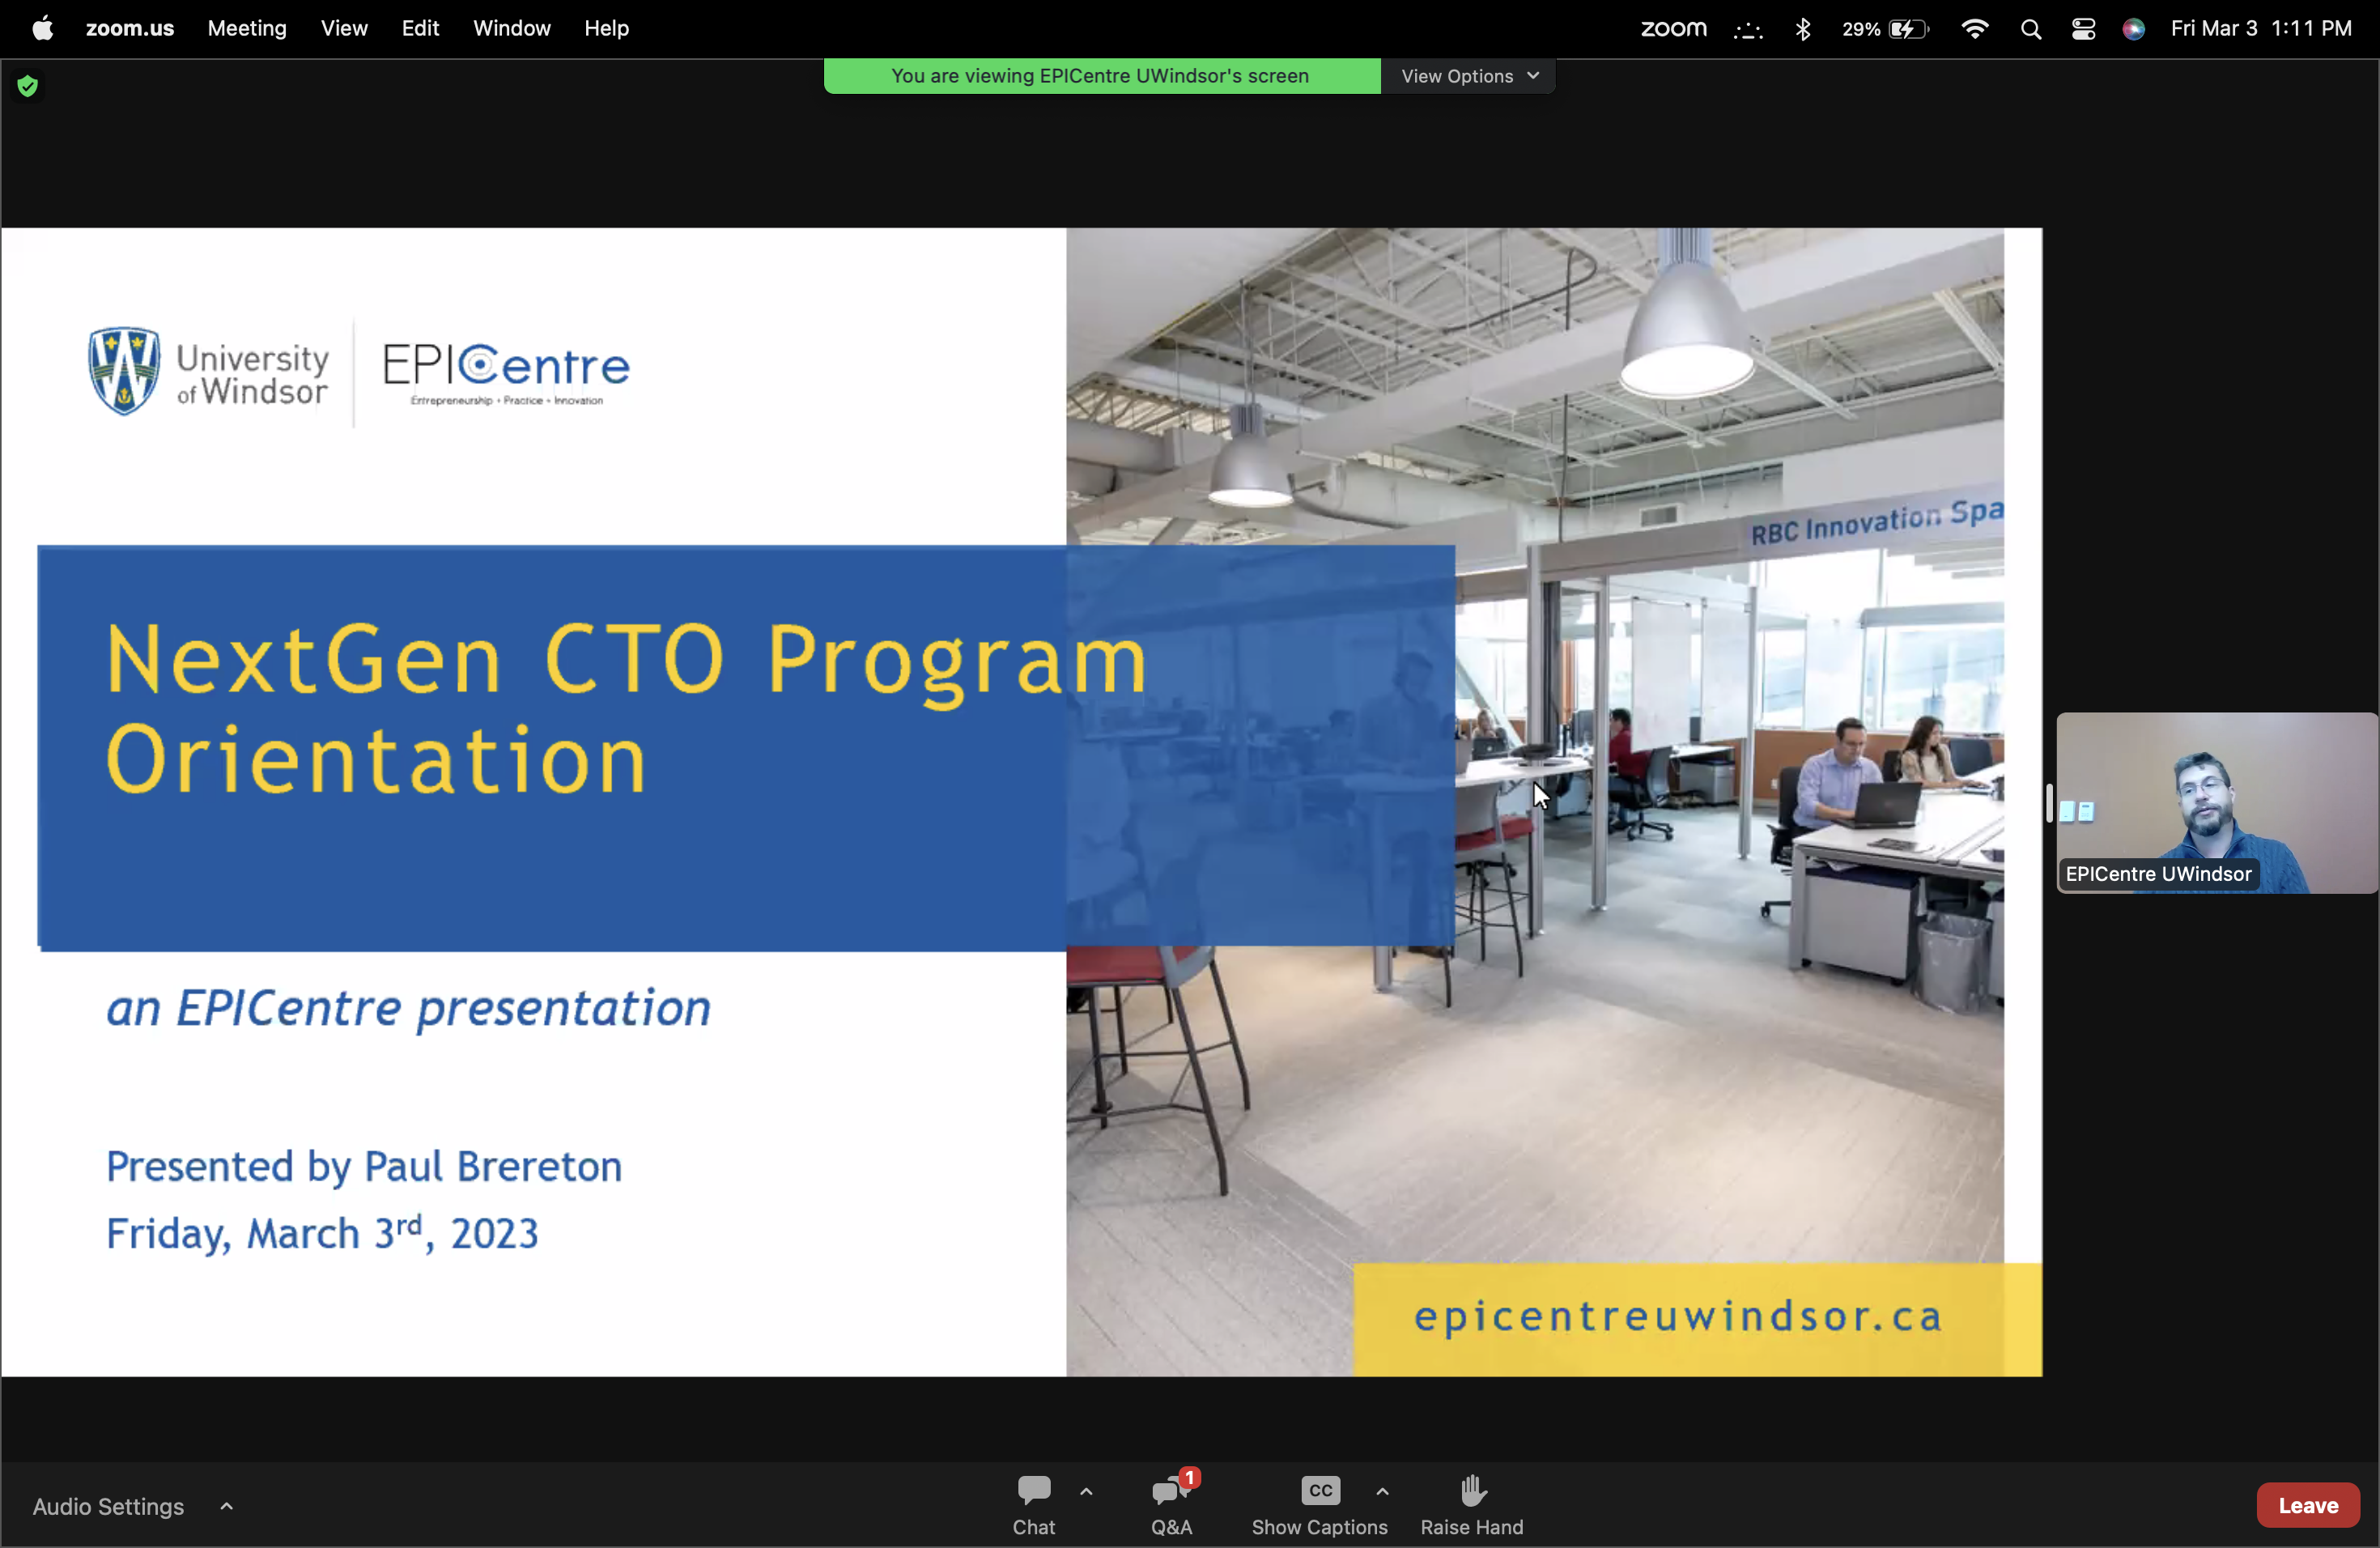 zoom.us Meeting View Edit Window Help zoom 29% Fri Mar 3 1:11 PM
You are viewing EPICentre UWindsor's screen View Options
University
of Windsor
EPICentre
Entrepreneurship • Practice • Innovation
RBC Innovation Spa
NextGen CTO Program
Orientation
EPICentre UWindsor
an EPICentre presentation
Presented by Paul Brereton
Friday, March 3rd, 2023
epicentreuwindsor.ca
Audio Settings
1
CC
Chat Q&A Show Captions Raise Hand
Leave